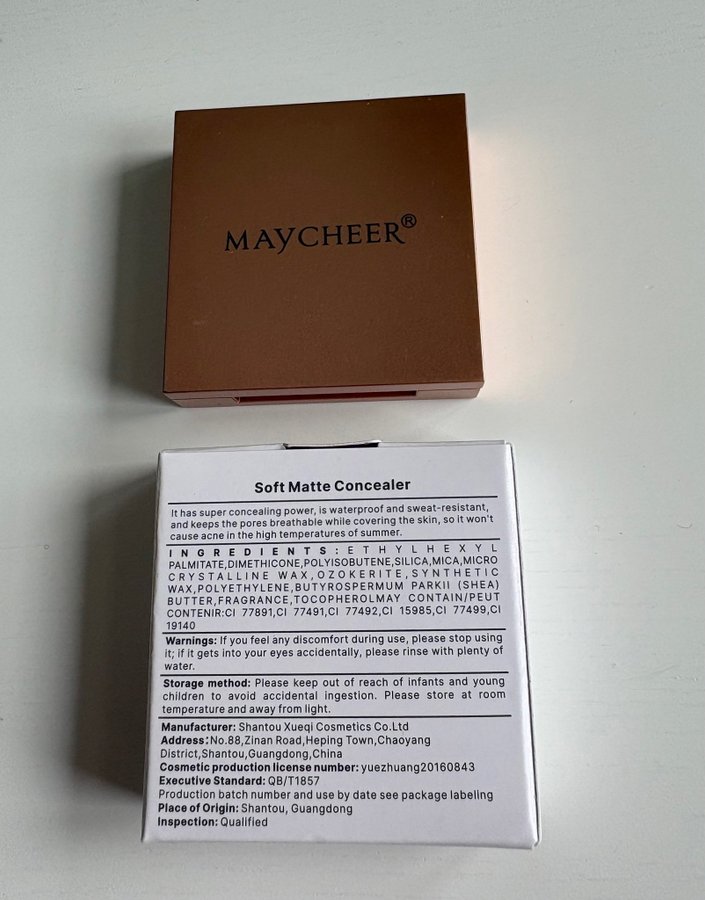 MAYCHEER®
Soft Matte Concealer
It has super concealing power, is waterproof and sweat-resistant,
and keeps the pores breathable while covering the skin, so it won't
cause acne in the high temperatures of summer.
INGREDIENTS:ETHYLHEXYL
PALMITATE,DIMETHICONE,POLYISOBUTENE,SILICA,MICA,MICRO
CRYSTALLINE WAX,OZOKERITE,SYNTHETIC
WAX,POLYETHYLENE,BUTYROSPERMUM PARKII (SHEA)
BUTTER,FRAGRANCE,TOCOPHEROLMAY CONTAIN/PEUT
CONTENIR:CI 77891,CI 77491,CI 77492,CI 15985,CI 77499,CI
19140
Warnings: If you feel any discomfort during use, please stop using
it; if it gets into your eyes accidentally, please rinse with plenty of
water.
Storage method: Please keep out of reach of infants and young
children to avoid accidental ingestion. Please store at room
temperature and away from light.
Manufacturer: Shantou Xueqi Cosmetics Co.Ltd
Address:No.88,Zinan Road,Heping Town,Chaoyang
District,Shantou,Guangdong,China
Cosmetic production license number: yuezhuang20160843
Executive Standard: QB/T1857
Production batch number and use by date see package labeling
Place of Origin: Shantou, Guangdong
Inspection: Qualified